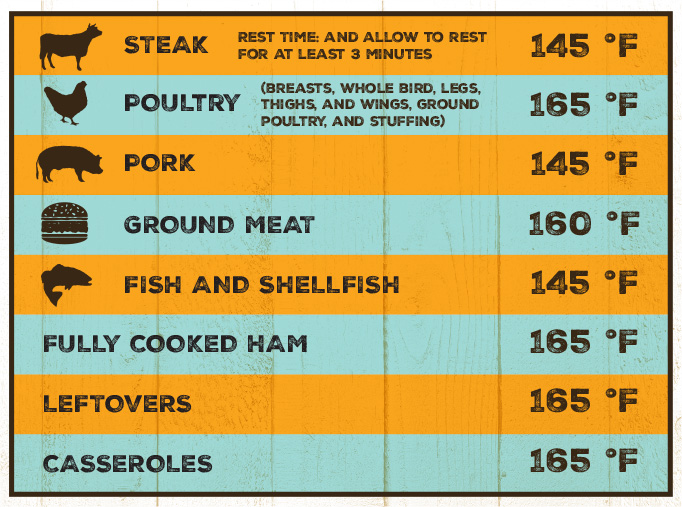 STEAK REST TIME: AND ALLOW TO REST
FOR AT LEAST 3 MINUTES 145 °F
POULTRY (BREASTS, WHOLE BIRD, LEGS,
THIGHS, AND WINGS, GROUND
POULTRY, AND STUFFING) 165 °F
PORK 145 °F
GROUND MEAT 160 °F
FISH AND SHELLFISH 145 °F
FULLY COOKED HAM 165 °F
LEFTOVERS 165 °F
CASSEROLES 165 °F